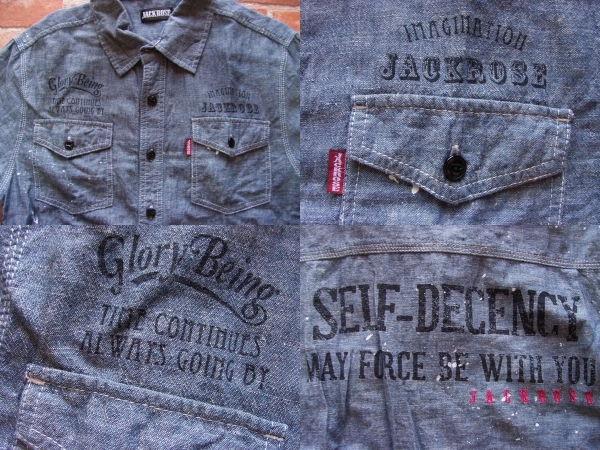 JACKROSE
Glory Being
TIME CONTINUES
ALWAYS GOING BY
IMAGINATION
JACKROSE
IMAGINATION
JACKROSE
Glory Being
TIME CONTINUES
ALWAYS GOING BY
SELF-DECENCY
MAY FORCE BE WITH YOU
JACKROSE